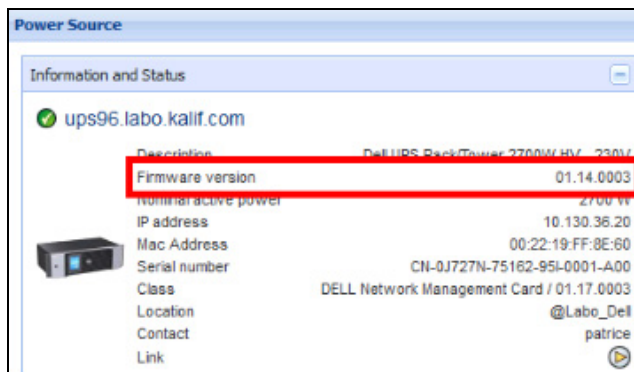 Power Source
Information and Status
ups96.labo.kalif.com
Description Dell UPS Rack/Tower 2700W HV 230V
Firmware version 01.14.0003
Nominal active power 2700 W
IP address 10.130.36.20
Mac Address 00:22:19:FF:8E:60
Serial number CN-0J727N-75162-95I-0001-A00
Class DELL Network Management Card / 01.17.0003
Location @Labo_Dell
Contact patrice
Link